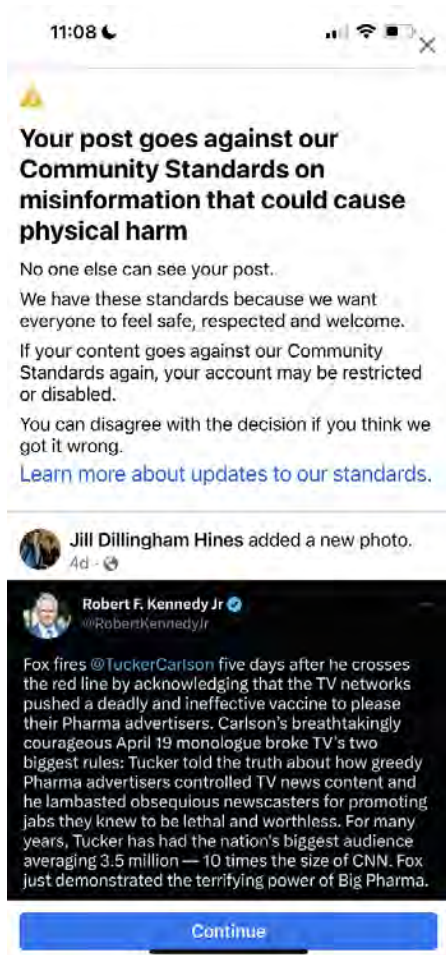 11:08
Your post goes against our
Community Standards on
misinformation that could cause
physical harm
No one else can see your post.
We have these standards because we want
everyone to feel safe, respected and welcome.
If your content goes against our Community
Standards again, your account may be restricted
or disabled.
You can disagree with the decision if you think we
got it wrong.
Learn more about updates to our standards.
Jill Dillingham Hines added a new photo.
4d
Robert F. Kennedy Jr
@RobertKennedyJr
Fox fires @TuckerCarlson five days after he crosses
the red line by acknowledging that the TV networks
pushed a deadly and ineffective vaccine to please
their Pharma advertisers. Carlson's breathtakingly
courageous April 19 monologue broke TV's two
biggest rules: Tucker told the truth about how greedy
Pharma advertisers controlled TV news content and
he lambasted obsequious newscasters for promoting
jabs they knew to be lethal and worthless. For many
years, Tucker has had the nation's biggest audience
averaging 3.5 million — 10 times the size of CNN. Fox
just demonstrated the terrifying power of Big Pharma.
Continue